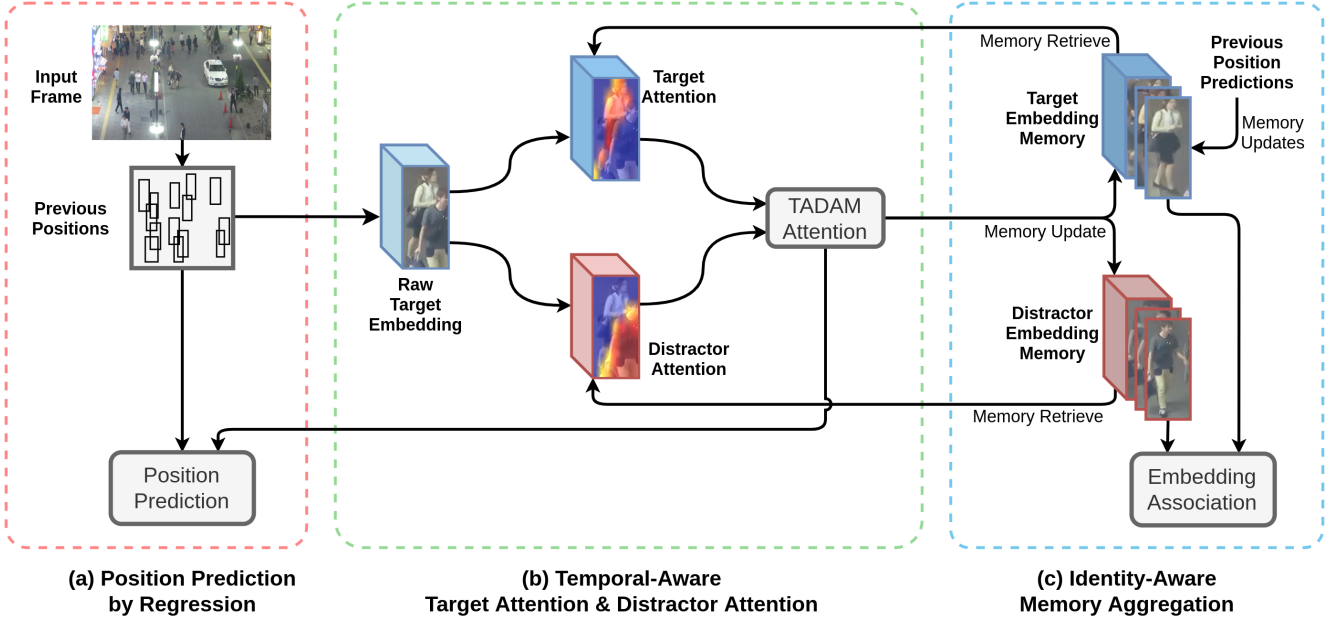 Input
Frame
Previous
Positions
Position
Prediction
(a) Position Prediction
by Regression
Raw
Target
Embedding
Target
Attention
Distractor
Attention
TADAM
Attention
(b) Temporal-Aware
Target Attention & Distractor Attention
Memory Retrieve
Target
Embedding
Memory
Previous
Position
Predictions
Memory
Updates
Memory Update
Distractor
Embedding
Memory
Memory Retrieve
Embedding
Association
(c) Identity-Aware
Memory Aggregation